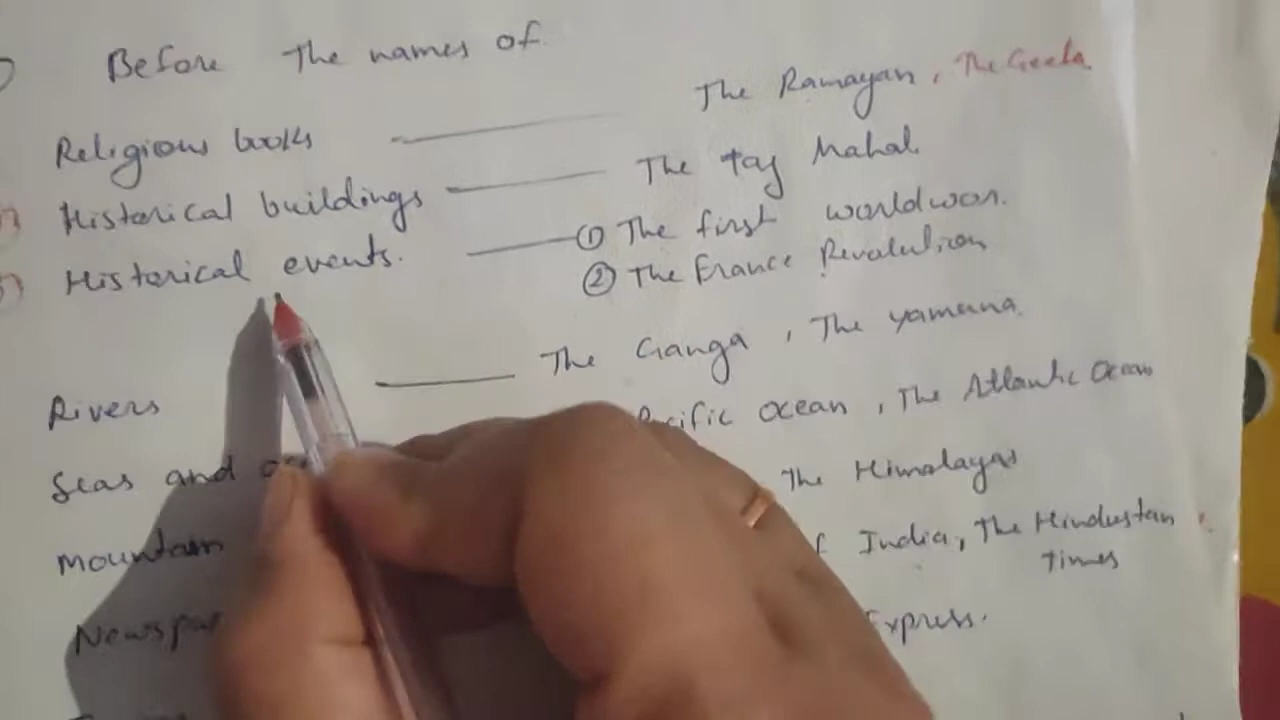 Before The names of
Religious books —— The Ramayan, The Geeta
Historical buildings —— The Taj Mahal.
Historical events. —— ① The first world war.
② The France Revolution
Rivers —— The Ganga, The Yamuna.
Seas and Pacific Ocean, The Atlantic Ocean
Mountain The Himalayas
India, The Hindustan
Times
Express.